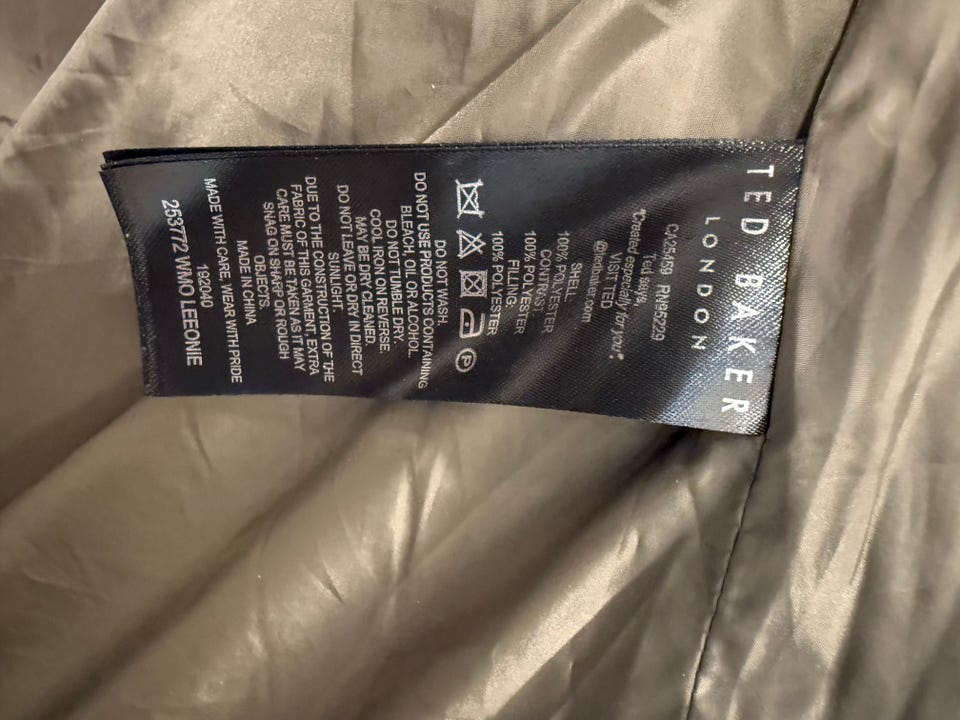 TED BAKER
LONDON
CA25459 RN95229
Ted says,
"Created especially for you"
VISIT TED
@tedbaker.com
SHELL:
100% POLYESTER
CONTRAST:
100% POLYESTER
FILLING:
100% POLYESTER
P
DO NOT WASH.
DO NOT USE PRODUCTS CONTAINING
BLEACH, OIL OR ALCOHOL.
DO NOT TUMBLE DRY.
COOL IRON ON REVERSE.
MAY BE DRY CLEANED.
DO NOT LEAVE OR DRY IN DIRECT
SUNLIGHT.
DUE TO THE CONSTRUCTION OF THE
FABRIC OF THIS GARMENT, EXTRA
CARE MUST BE TAKEN AS IT MAY
SNAG ON SHARP OR ROUGH
OBJECTS.
MADE IN CHINA
MADE WITH CARE, WEAR WITH PRIDE
192040
253772 WMO LEEONIE